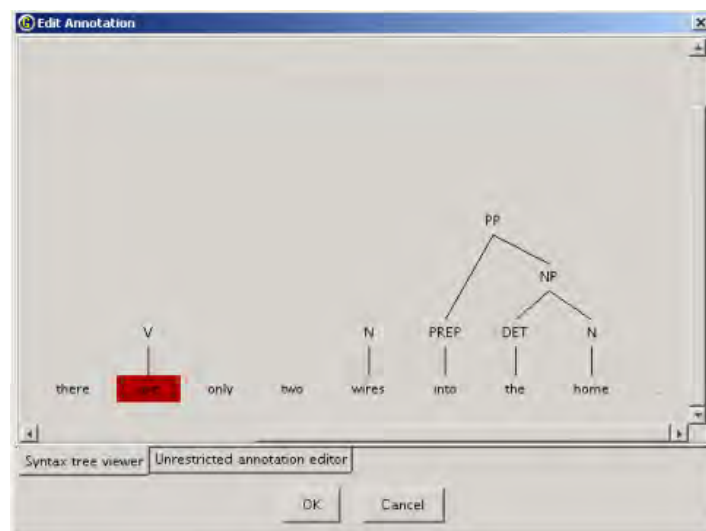 Edit Annotation
PP
NP
V N PREP DET N
there are only two wires into the home .
Syntax tree viewer Unrestricted annotation editor
OK Cancel